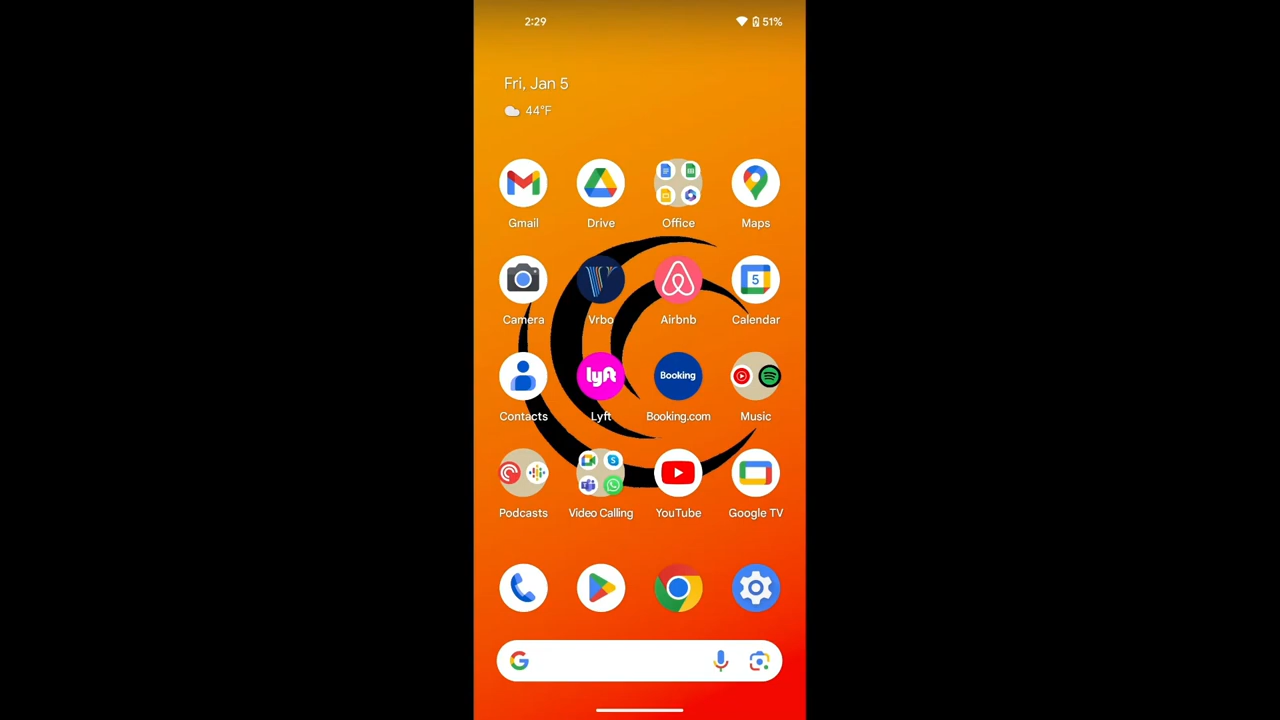 2:29
51%
Fri, Jan 5
44°F
Gmail
Drive
Office
Maps
5
Camera
Vrbo
Airbnb
Calendar
lyft
Booking
Contacts
Lyft
Booking.com
Music
Podcasts
Video Calling
YouTube
Google TV